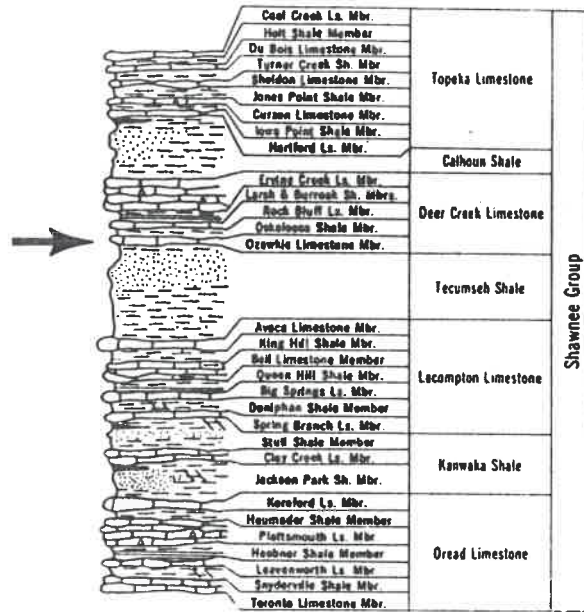 Coal Creek Ls. Mbr.
Holt Shale Member
Du Bois Limestone Mbr.
Turner Creek Sh. Mbr
Sheldon Limestone Mbr.
Jones Point Shale Mbr.
Curzon Limestone Mbr.
Iowa Point Shale Mbr.
Hartford Ls. Mbr.
Topeka Limestone
Calhoun Shale
Ervine Creek Ls. Mbr.
Larsh & Burroak Sh. Mbrs.
Rock Bluff Ls. Mbr.
Oskaloosa Shale Mbr.
Ozawkie Limestone Mbr.
Deer Creek Limestone
Tecumseh Shale
Avoca Limestone Mbr.
King Hill Shale Mbr.
Beil Limestone Member
Queen Hill Shale Mbr.
Big Springs Ls. Mbr.
Doniphan Shale Member
Spring Branch Ls. Mbr.
Lecompton Limestone
Stull Shale Member
Clay Creek Ls. Mbr.
Jackson Park Sh. Mbr.
Kanwaka Shale
Kereford Ls. Mbr.
Heumader Shale Member
Plattsmouth Ls. Mbr
Heebner Shale Member
Leavenworth Ls. Mbr
Snyderville Shale Mbr.
Toronto Limestone Mbr.
Oread Limestone
Shawnee Group